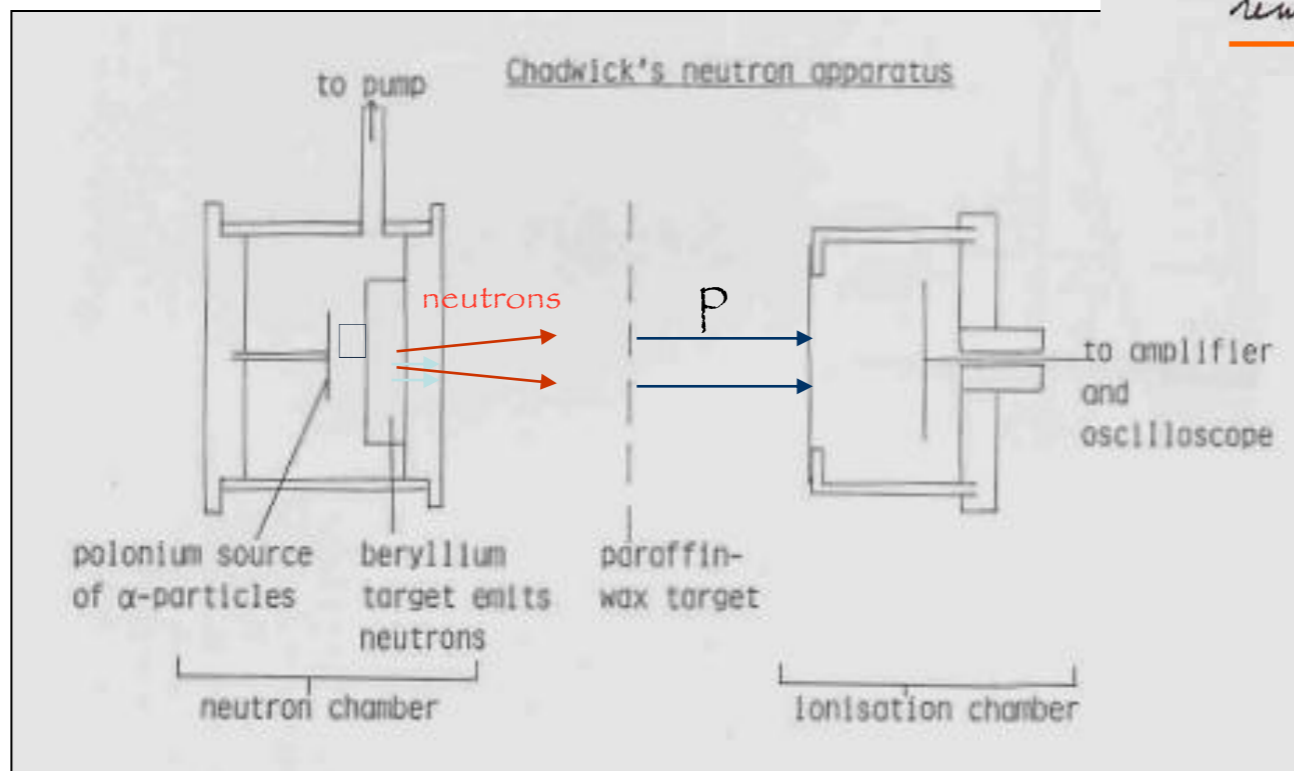 Chadwick's neutron apparatus
to pump
neutrons
P
to amplifier
and
oscilloscope
polonium source
of α-particles
beryllium
target emits
neutrons
paraffin-
wax target
neutron chamber
ionisation chamber